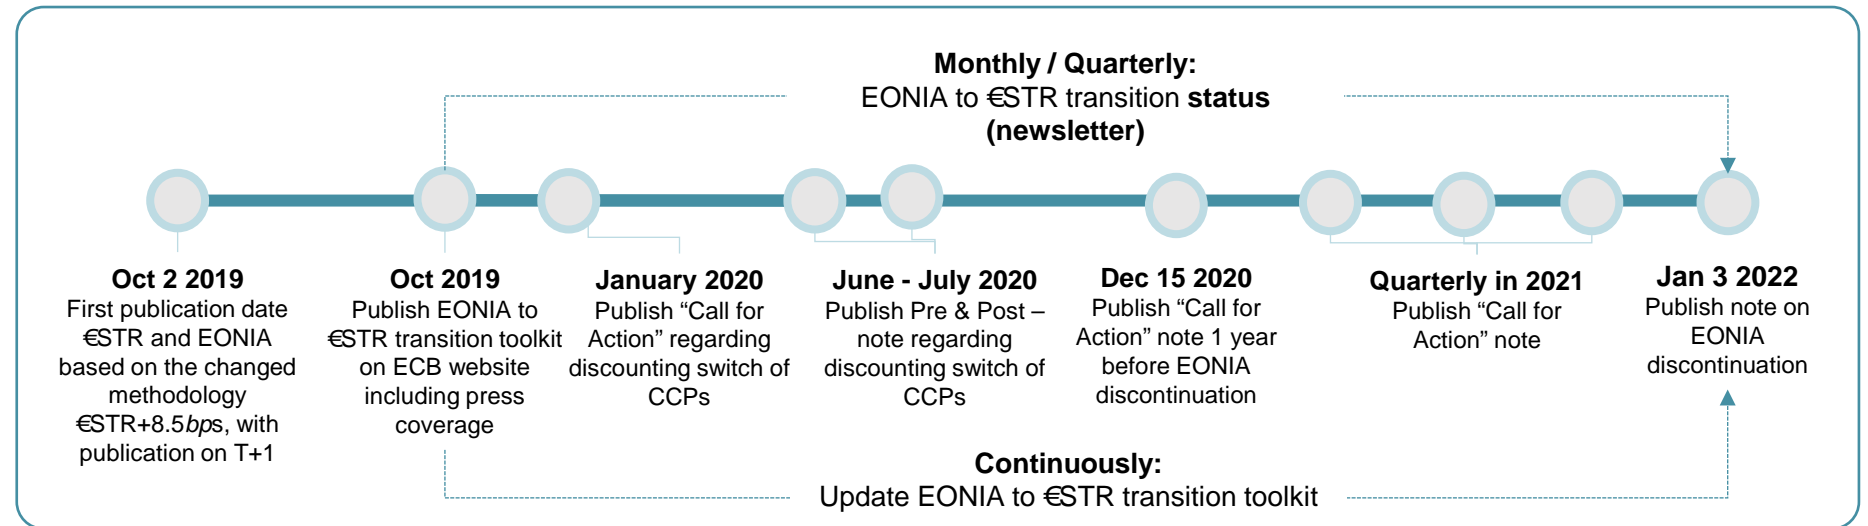 Monthly / Quarterly:
EONIA to €STR transition status
(newsletter)
Oct 2 2019
First publication date
€STR and EONIA
based on the changed
methodology
€STR+8.5bps, with
publication on T+1
Oct 2019
Publish EONIA to
€STR transition toolkit
on ECB website
including press
coverage
January 2020
Publish “Call for
Action” regarding
discounting switch of
CCPs
June - July 2020
Publish Pre & Post –
note regarding
discounting switch of
CCPs
Dec 15 2020
Publish “Call for
Action” note 1 year
before EONIA
discontinuation
Quarterly in 2021
Publish “Call for
Action” note
Jan 3 2022
Publish note on
EONIA
discontinuation
Continuously:
Update EONIA to €STR transition toolkit